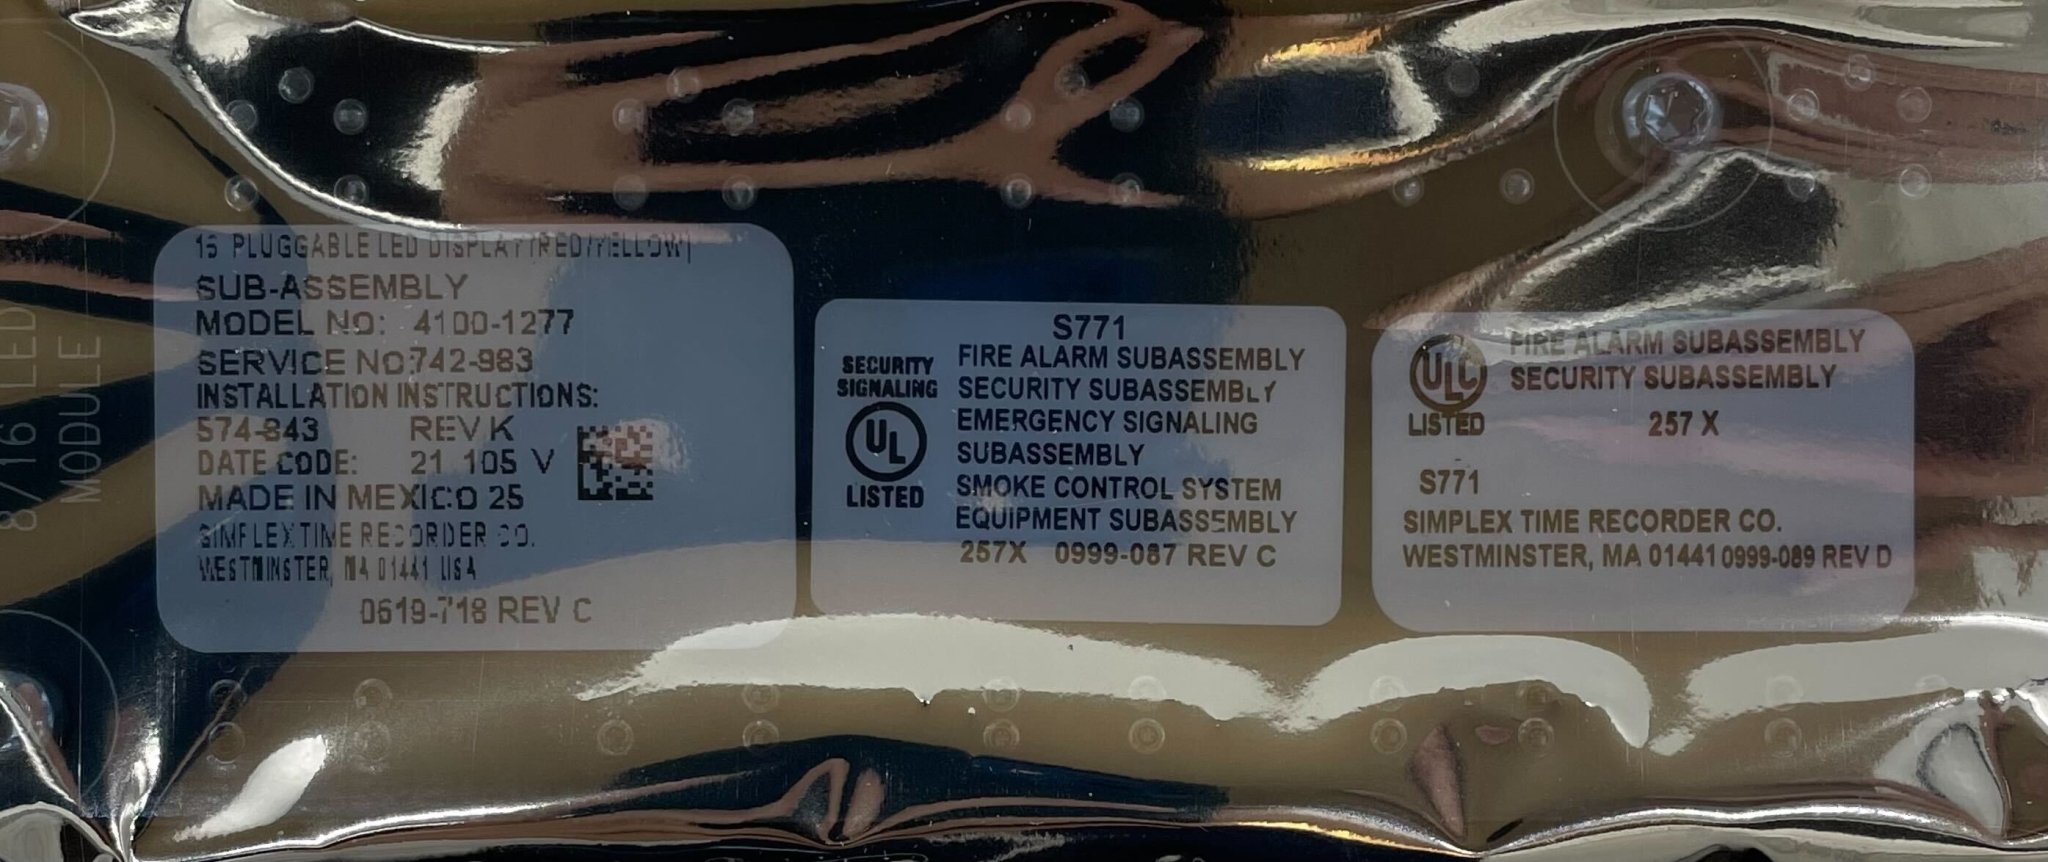 8/16 LED
MODULE
16 PLUGGABLE LED DISPLAY (RED/YELLOW)
SUB-ASSEMBLY
MODEL NO: 4100-1277
SERVICE NO:742-983
INSTALLATION INSTRUCTIONS:
574-843 REV K
DATE CODE: 21 105 V
MADE IN MEXICO 25
SIMPLEX TIME RECORDER CO.
WESTMINSTER, MA 01441 USA
0619-718 REV C
S771
SECURITY
SIGNALING
UL
LISTED
FIRE ALARM SUBASSEMBLY
SECURITY SUBASSEMBLY
EMERGENCY SIGNALING
SUBASSEMBLY
SMOKE CONTROL SYSTEM
EQUIPMENT SUBASSEMBLY
257X 0999-087 REV C
ULC
LISTED
FIRE ALARM SUBASSEMBLY
SECURITY SUBASSEMBLY
257 X
S771
SIMPLEX TIME RECORDER CO.
WESTMINSTER, MA 01441 0999-089 REV D